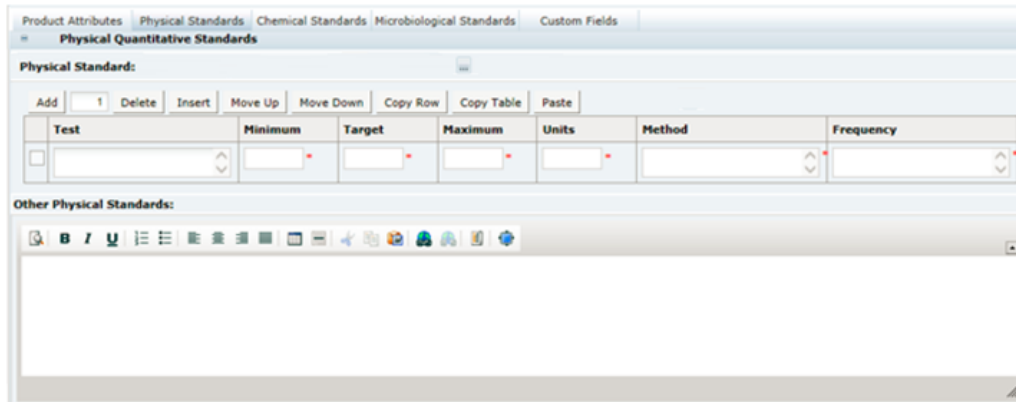 Product Attributes Physical Standards Chemical Standards Microbiological Standards Custom Fields
Physical Quantitative Standards
Physical Standard: ...
Add 1 Delete Insert Move Up Move Down Copy Row Copy Table Paste
Test Minimum Target Maximum Units Method Frequency
* * * * * *
Other Physical Standards:
B I U